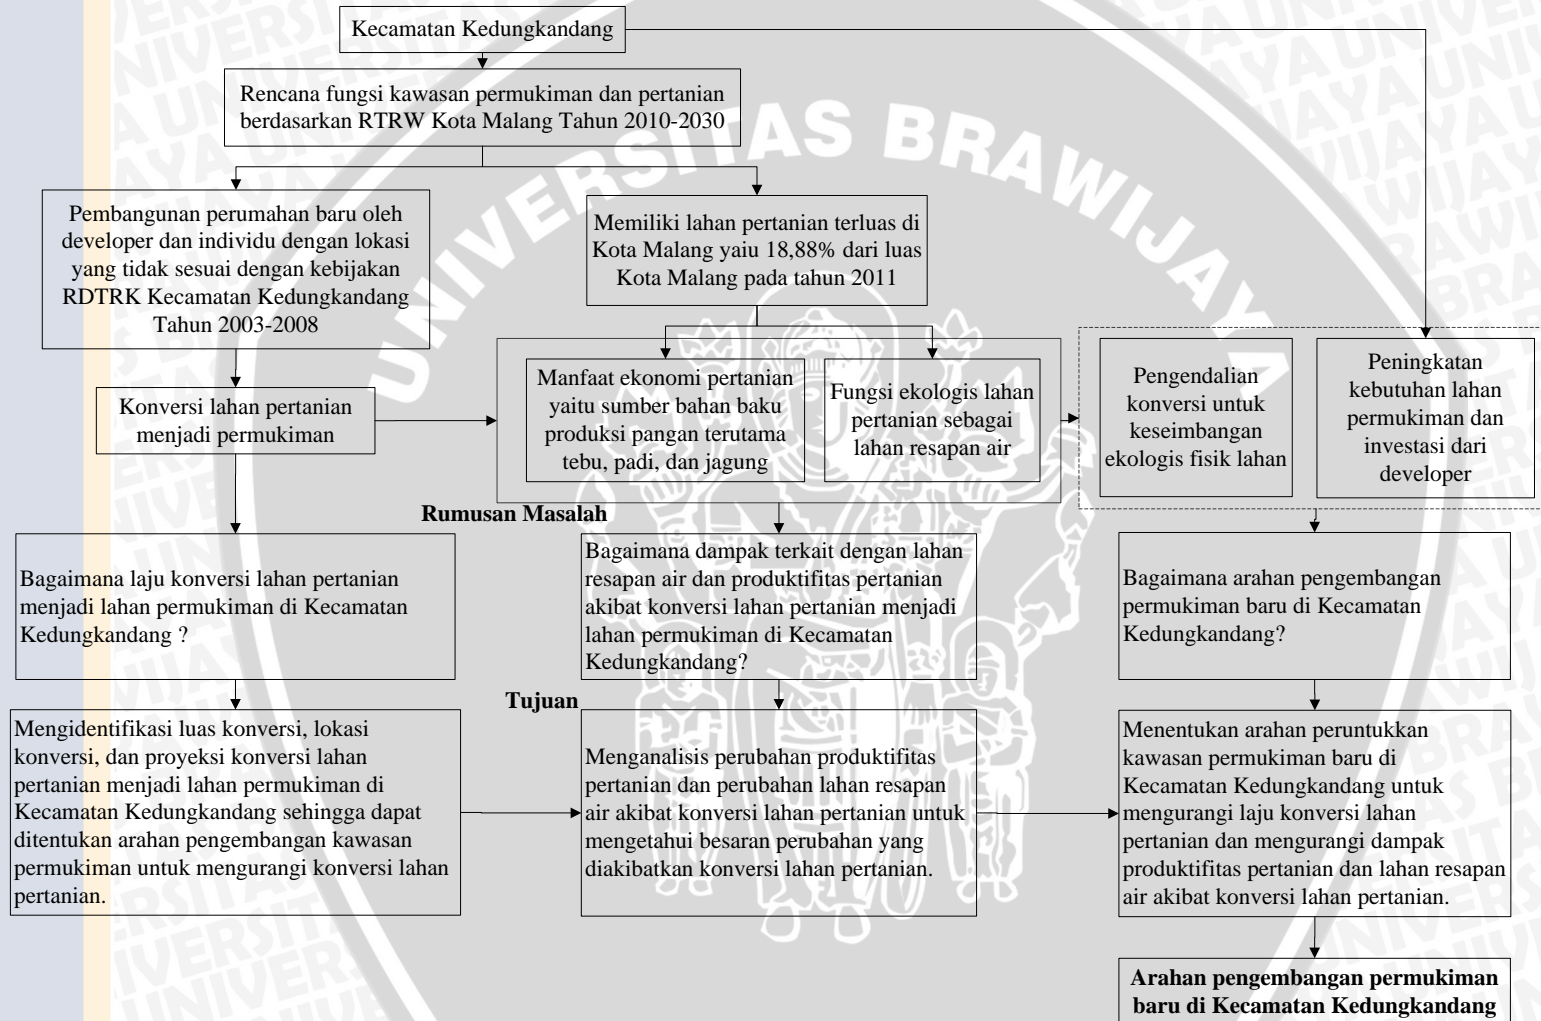 Kecamatan Kedungkandang
Rencana fungsi kawasan permukiman dan pertanian
berdasarkan RTRW Kota Malang Tahun 2010-2030
Pembangunan perumahan baru oleh
developer dan individu dengan lokasi
yang tidak sesuai dengan kebijakan
RDTRK Kecamatan Kedungkandang
Tahun 2003-2008
Memiliki lahan pertanian terluas di
Kota Malang yaiu 18,88% dari luas
Kota Malang pada tahun 2011
Konversi lahan pertanian
menjadi permukiman
Manfaat ekonomi pertanian
yaitu sumber bahan baku
produksi pangan terutama
tebu, padi, dan jagung
Fungsi ekologis lahan
pertanian sebagai
lahan resapan air
Pengendalian
konversi untuk
keseimbangan
ekologis fisik lahan
Peningkatan
kebutuhan lahan
permukiman dan
investasi dari
developer
Rumusan Masalah
Bagaimana laju konversi lahan pertanian
menjadi lahan permukiman di Kecamatan
Kedungkandang ?
Bagaimana dampak terkait dengan lahan
resapan air dan produktifitas pertanian
akibat konversi lahan pertanian menjadi
lahan permukiman di Kecamatan
Kedungkandang?
Bagaimana arahan pengembangan
permukiman baru di Kecamatan
Kedungkandang?
Tujuan
Mengidentifikasi luas konversi, lokasi
konversi, dan proyeksi konversi lahan
pertanian menjadi lahan permukiman di
Kecamatan Kedungkandang sehingga dapat
ditentukan arahan pengembangan kawasan
permukiman untuk mengurangi konversi lahan
pertanian.
Menganalisis perubahan produktifitas
pertanian dan perubahan lahan resapan
air akibat konversi lahan pertanian untuk
mengetahui besaran perubahan yang
diakibatkan konversi lahan pertanian.
Menentukan arahan peruntukkan
kawasan permukiman baru di
Kecamatan Kedungkandang untuk
mengurangi laju konversi lahan
pertanian dan mengurangi dampak
produktifitas pertanian dan lahan resapan
air akibat konversi lahan pertanian.
Arahan pengembangan permukiman
baru di Kecamatan Kedungkandang
UNIVERSITAS BRAWIJAYA